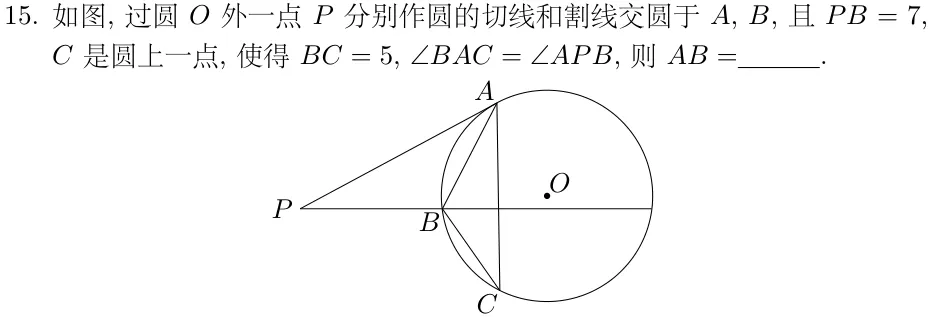 15. 如图, 过圆 O 外一点 P 分别作圆的切线和割线交圆于 A, B, 且 PB = 7,
C 是圆上一点, 使得 BC = 5, ∠BAC = ∠APB, 则 AB =______.
A
O
P
B
C